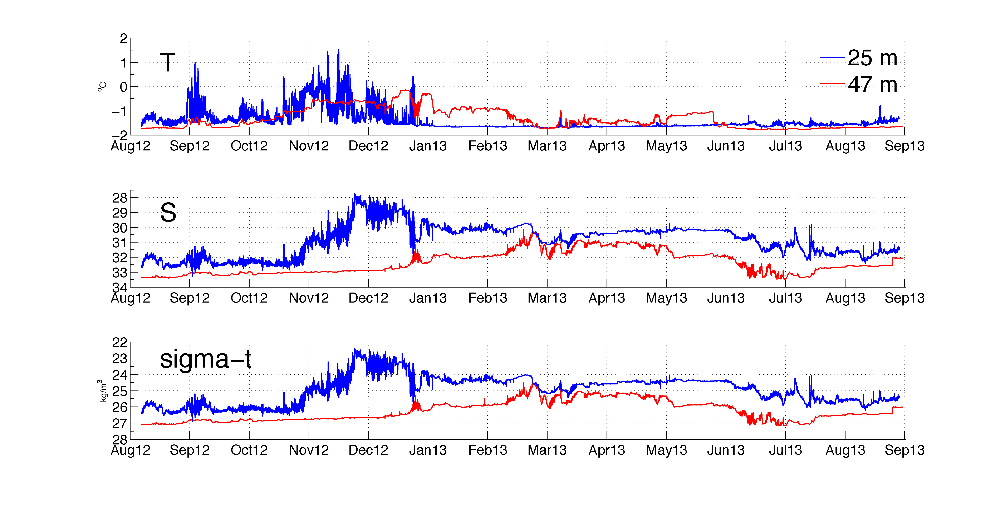 2
1
0
−1
−2
ºC
T
25 m
47 m
Aug12 Sep12 Oct12 Nov12 Dec12 Jan13 Feb13 Mar13 Apr13 May13 Jun13 Jul13 Aug13 Sep13
28
29
30
31
32
33
34
S
Aug12 Sep12 Oct12 Nov12 Dec12 Jan13 Feb13 Mar13 Apr13 May13 Jun13 Jul13 Aug13 Sep13
22
23
24
25
26
27
28
kg/m³
sigma−t
Aug12 Sep12 Oct12 Nov12 Dec12 Jan13 Feb13 Mar13 Apr13 May13 Jun13 Jul13 Aug13 Sep13